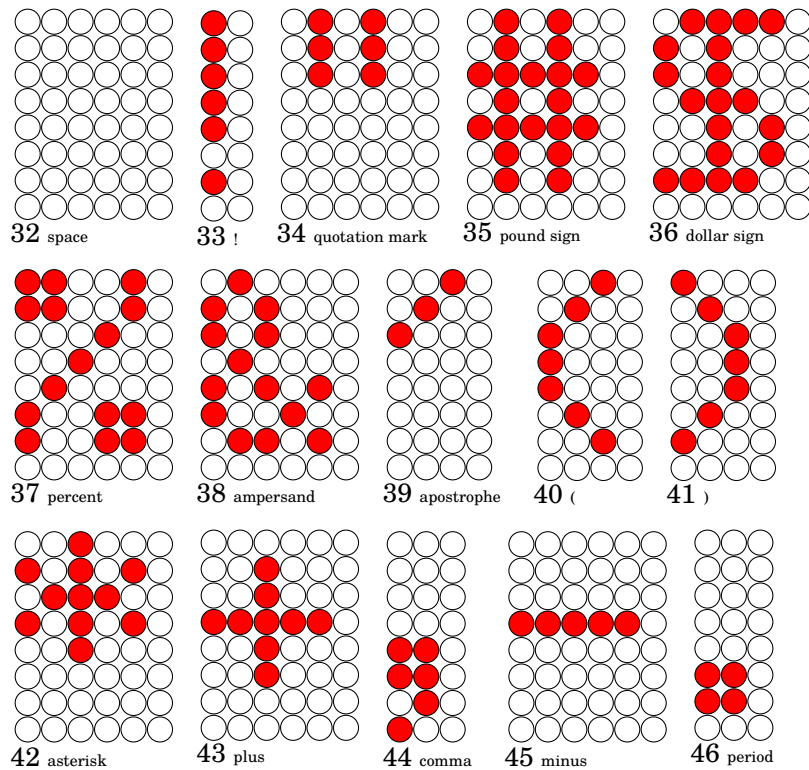 32 space 33 ! 34 quotation mark 35 pound sign 36 dollar sign
37 percent 38 ampersand 39 apostrophe 40 ( 41 )
42 asterisk 43 plus 44 comma 45 minus 46 period